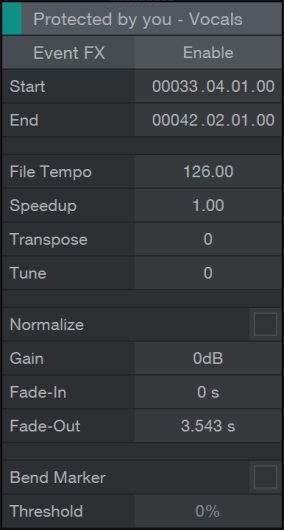 Protected by you - Vocals
Event FX Enable
Start 00033.04.01.00
End 00042.02.01.00
File Tempo 126.00
Speedup 1.00
Transpose 0
Tune 0
Normalize
Gain 0dB
Fade-In 0 s
Fade-Out 3.543 s
Bend Marker
Threshold 0%